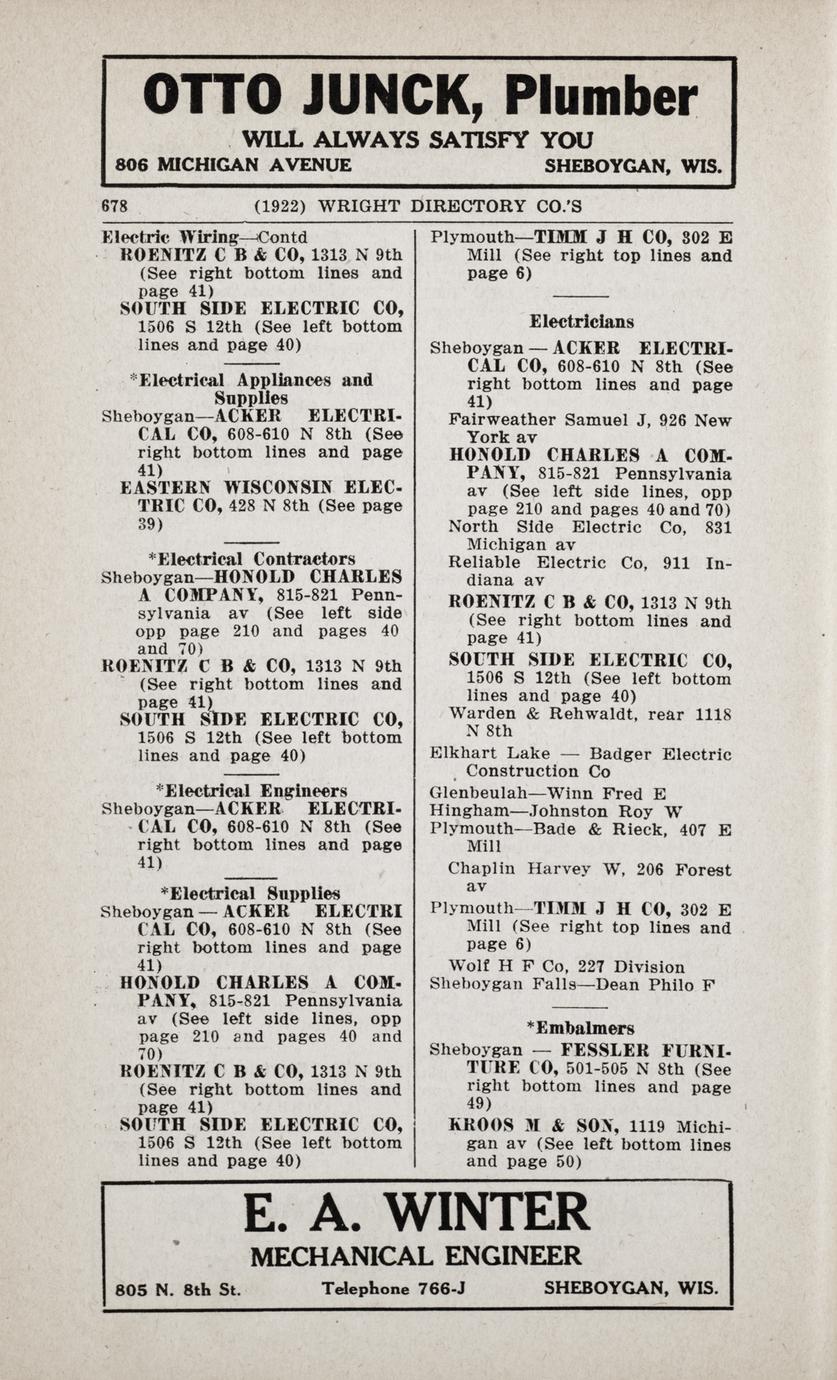 OTTO JUNCK, Plumber
WILL ALWAYS SATISFY YOU
806 MICHIGAN AVENUE SHEBOYGAN, WIS.
678 (1922) WRIGHT DIRECTORY CO.'S
Electric Wiring—Contd
ROENITZ C B & CO, 1313 N 9th
(See right bottom lines and
page 41)
SOUTH SIDE ELECTRIC CO,
1506 S 12th (See left bottom
lines and page 40)
*Electrical Appliances and
Supplies
Sheboygan—ACKER ELECTRI-
CAL CO, 608-610 N 8th (See
right bottom lines and page
41)
EASTERN WISCONSIN ELEC-
TRIC CO, 428 N 8th (See page
39)
*Electrical Contractors
Sheboygan—HONOLD CHARLES
A COMPANY, 815-821 Penn-
sylvania av (See left side
opp page 210 and pages 40
and 70)
ROENITZ C B & CO, 1313 N 9th
(See right bottom lines and
page 41)
SOUTH SIDE ELECTRIC CO,
1506 S 12th (See left bottom
lines and page 40)
*Electrical Engineers
Sheboygan—ACKER ELECTRI-
CAL CO, 608-610 N 8th (See
right bottom lines and page
41)
*Electrical Supplies
Sheboygan — ACKER ELECTRI
CAL CO, 608-610 N 8th (See
right bottom lines and page
41)
HONOLD CHARLES A COM-
PANY, 815-821 Pennsylvania
av (See left side lines, opp
page 210 and pages 40 and
70)
ROENITZ C B & CO, 1313 N 9th
(See right bottom lines and
page 41)
SOUTH SIDE ELECTRIC CO,
1506 S 12th (See left bottom
lines and page 40)
Plymouth—TIMM J H CO, 302 E
Mill (See right top lines and
page 6)
Electricians
Sheboygan — ACKER ELECTRI-
CAL CO, 608-610 N 8th (See
right bottom lines and page
41)
Fairweather Samuel J, 926 New
York av
HONOLD CHARLES A COM-
PANY, 815-821 Pennsylvania
av (See left side lines, opp
page 210 and pages 40 and 70)
North Side Electric Co, 831
Michigan av
Reliable Electric Co, 911 In-
diana av
ROENITZ C B & CO, 1313 N 9th
(See right bottom lines and
page 41)
SOUTH SIDE ELECTRIC CO,
1506 S 12th (See left bottom
lines and page 40)
Warden & Rehwaldt, rear 1118
N 8th
Elkhart Lake — Badger Electric
Construction Co
Glenbeulah—Winn Fred E
Hingham—Johnston Roy W
Plymouth—Bade & Rieck, 407 E
Mill
Chaplin Harvey W, 206 Forest
av
Plymouth—TIMM J H CO, 302 E
Mill (See right top lines and
page 6)
Wolf H F Co, 227 Division
Sheboygan Falls—Dean Philo F
*Embalmers
Sheboygan — FESSLER FURNI-
TURE CO, 501-505 N 8th (See
right bottom lines and page
49)
KROOS M & SON, 1119 Michi-
gan av (See left bottom lines
and page 50)
E. A. WINTER
MECHANICAL ENGINEER
805 N. 8th St. Telephone 766-J SHEBOYGAN, WIS.